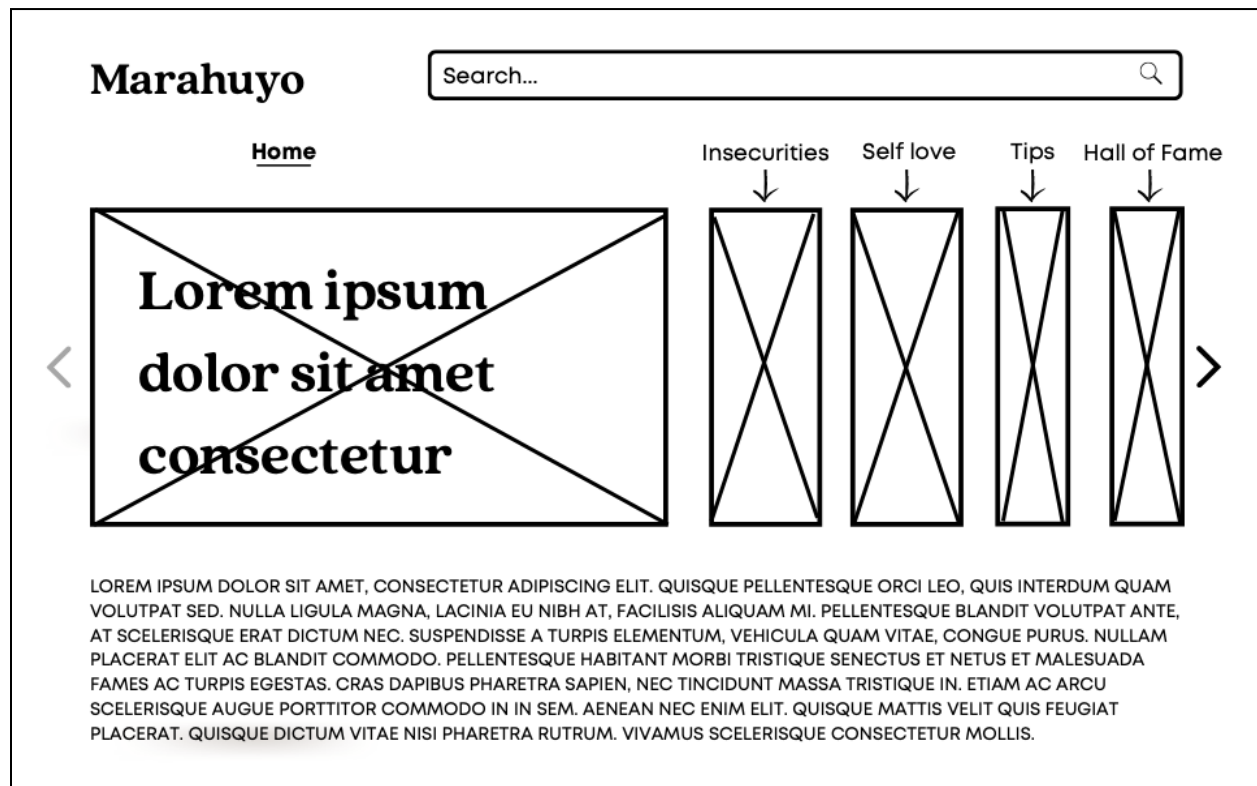 Marahuyo
Search...
Home
Insecurities
Self love
Tips
Hall of Fame
Lorem ipsum
dolor sit amet
consectetur
LOREM IPSUM DOLOR SIT AMET, CONSECTETUR ADIPISCING ELIT. QUISQUE PELLENTESQUE ORCI LEO, QUIS INTERDUM QUAM
VOLUTPAT SED. NULLA LIGULA MAGNA, LACINIA EU NIBH AT, FACILISIS ALIQUAM MI. PELLENTESQUE BLANDIT VOLUTPAT ANTE,
AT SCELERISQUE ERAT DICTUM NEC. SUSPENDISSE A TURPIS ELEMENTUM, VEHICULA QUAM VITAE, CONGUE PURUS. NULLAM
PLACERAT ELIT AC BLANDIT COMMODO. PELLENTESQUE HABITANT MORBI TRISTIQUE SENECTUS ET NETUS ET MALESUADA
FAMES AC TURPIS EGESTAS. CRAS DAPIBUS PHARETRA SAPIEN, NEC TINCIDUNT MASSA TRISTIQUE IN. ETIAM AC ARCU
SCELERISQUE AUGUE PORTTITOR COMMODO IN IN SEM. AENEAN NEC ENIM ELIT. QUISQUE MATTIS VELIT QUIS FEUGIAT
PLACERAT. QUISQUE DICTUM VITAE NISI PHARETRA RUTRUM. VIVAMUS SCELERISQUE CONSECTETUR MOLLIS.